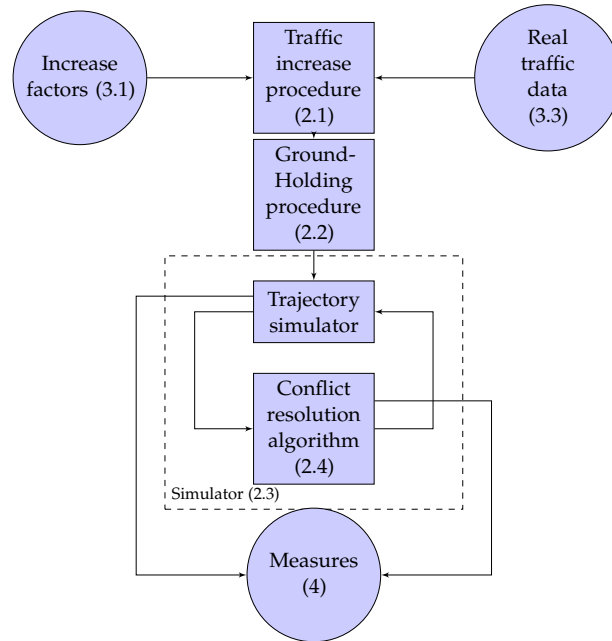 Increase
factors (3.1)
Traffic
increase
procedure
(2.1)
Real
traffic
data
(3.3)
Ground-
Holding
procedure
(2.2)
Trajectory
simulator
Conflict
resolution
algorithm
(2.4)
Simulator (2.3)
Measures
(4)